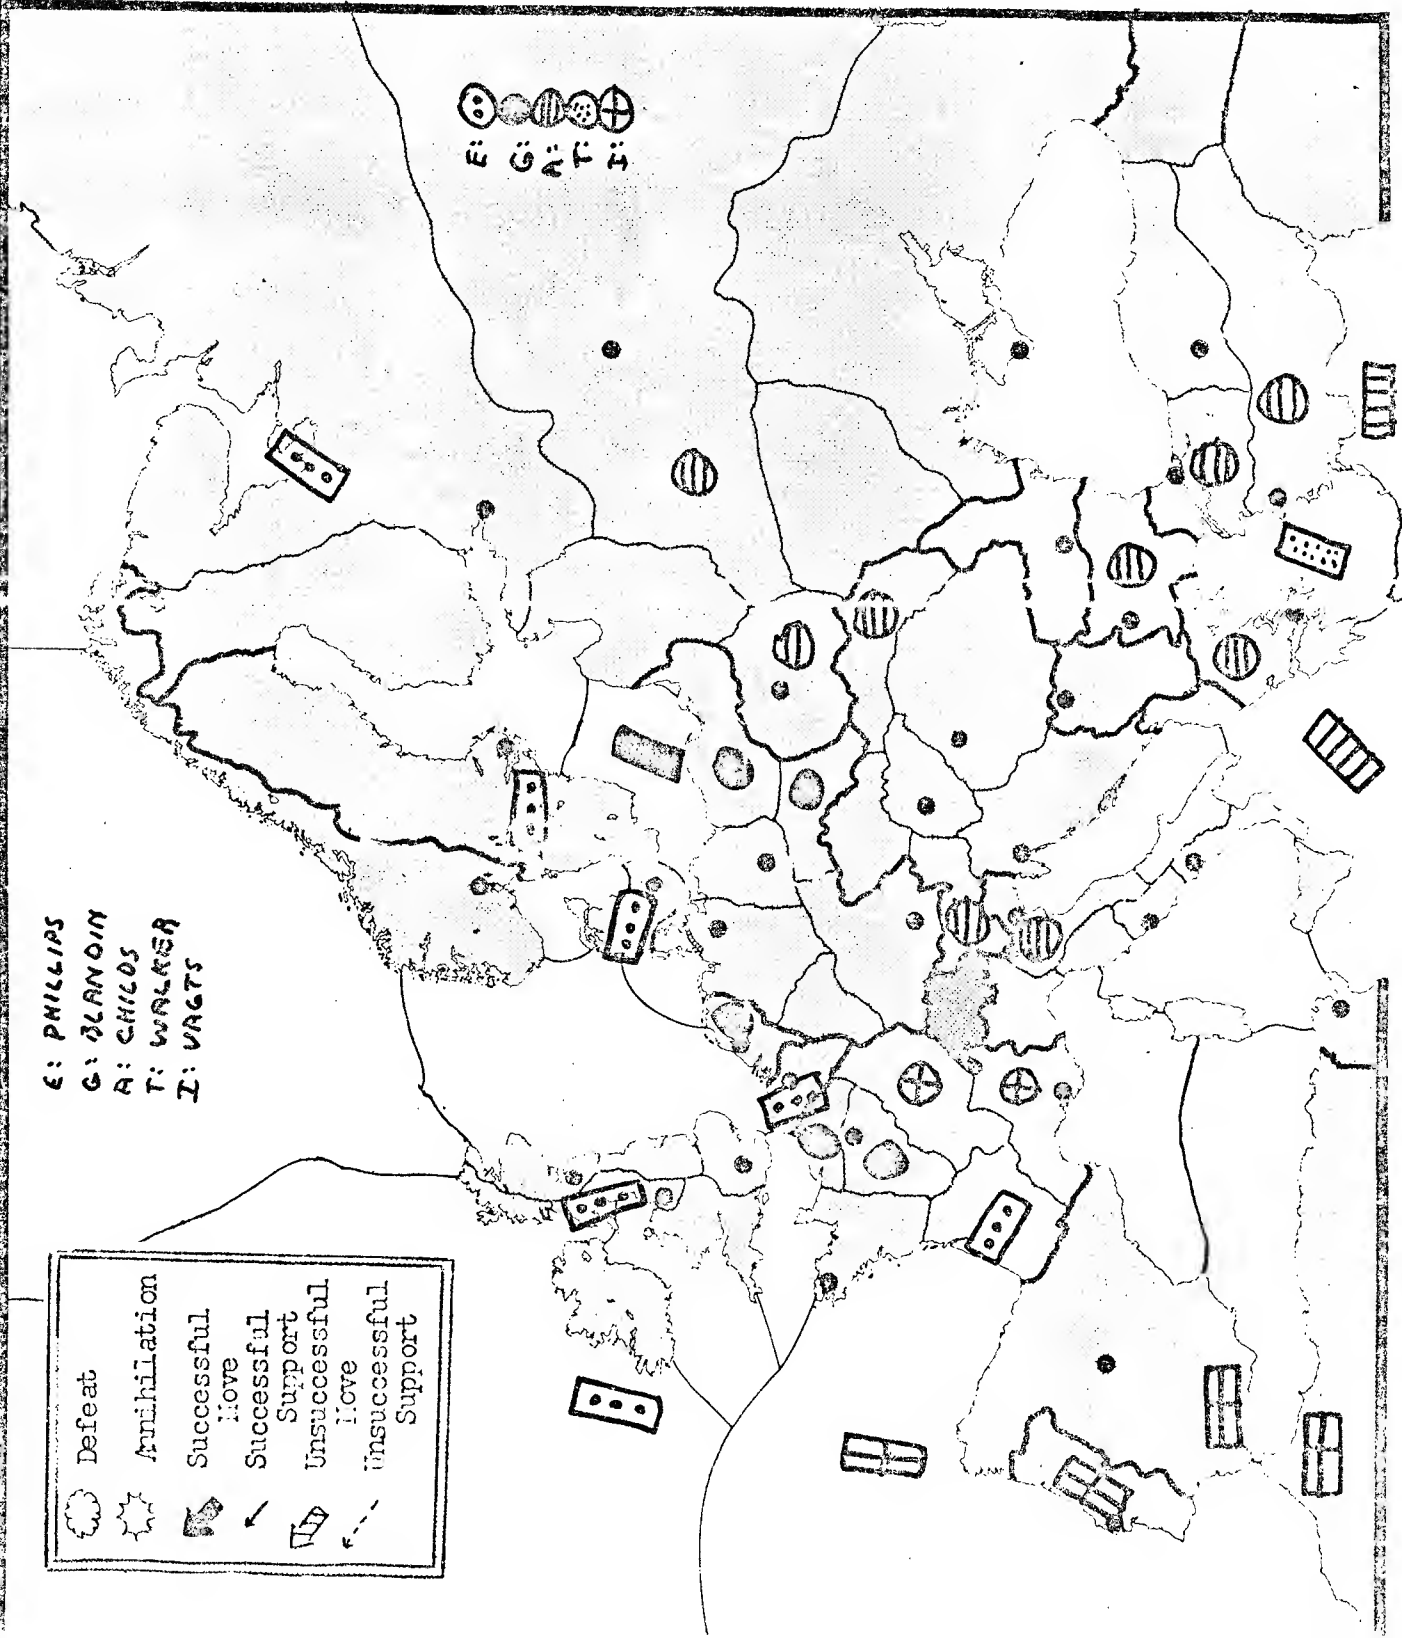 E:
G:
A:
T:
I:
E: PHILLIPS
G: BLANDIN
A: CHILDS
T: WALKER
I: VAGTS
Defeat
Annihilation
Successful
Move
Successful
Support
Unsuccessful
Move
Unsuccessful
Support